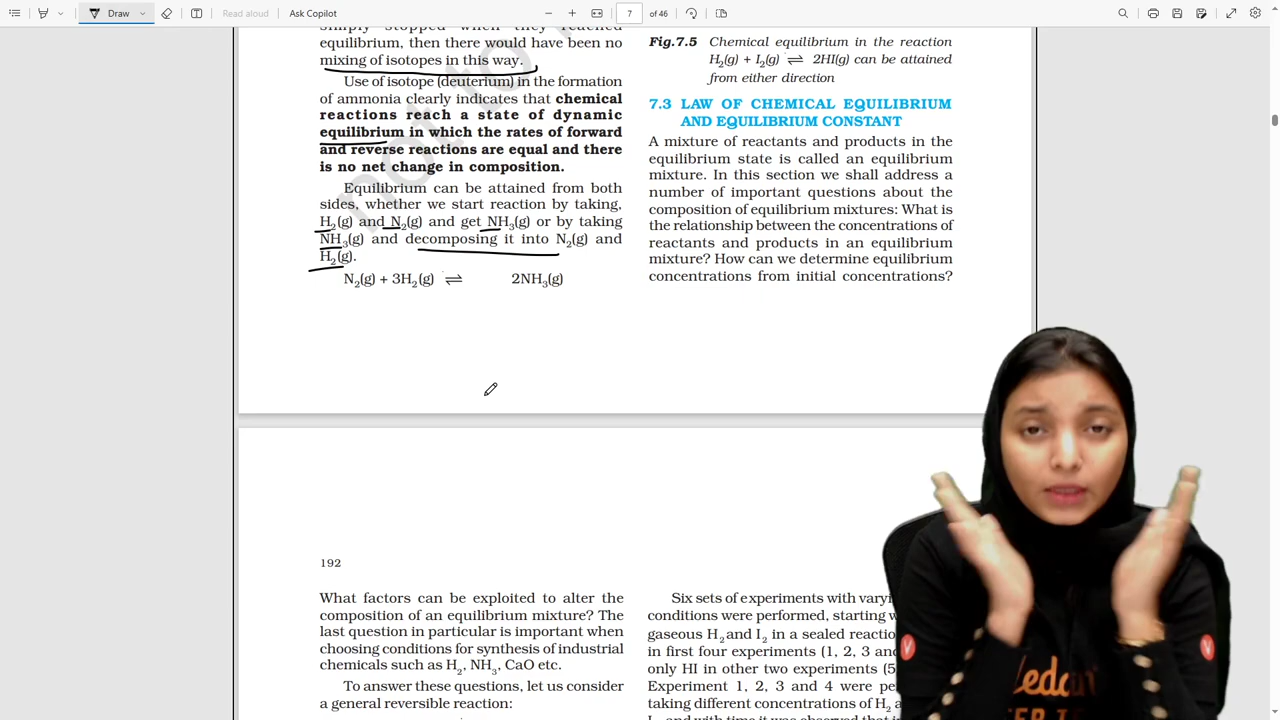 Draw
Read aloud
Ask Copilot
7
of 46
simply stopped when they reached
equilibrium, then there would have been no
mixing of isotopes in this way.
Use of isotope (deuterium) in the formation
of ammonia clearly indicates that chemical
reactions reach a state of dynamic
equilibrium in which the rates of forward
and reverse reactions are equal and there
is no net change in composition.
Equilibrium can be attained from both
sides, whether we start reaction by taking,
H₂(g) and N₂(g) and get NH₃(g) or by taking
NH₃(g) and decomposing it into N₂(g) and
H₂(g).
N₂(g) + 3H₂(g) ⇌ 2NH₃(g)
Fig.7.5 Chemical equilibrium in the reaction
H₂(g) + I₂(g) ⇌ 2HI(g) can be attained
from either direction
7.3 LAW OF CHEMICAL EQUILIBRIUM
AND EQUILIBRIUM CONSTANT
A mixture of reactants and products in the
equilibrium state is called an equilibrium
mixture. In this section we shall address a
number of important questions about the
composition of equilibrium mixtures: What is
the relationship between the concentrations of
reactants and products in an equilibrium
mixture? How can we determine equilibrium
concentrations from initial concentrations?
not to
192
What factors can be exploited to alter the
composition of an equilibrium mixture? The
last question in particular is important when
choosing conditions for synthesis of industrial
chemicals such as H₂, NH₃, CaO etc.
To answer these questions, let us consider
a general reversible reaction:
Six sets of experiments with
conditions were performed, starting
gaseous H₂ and I₂ in a sealed
in first four experiments (1, 2, 3 and
only HI in other two experiments (5
Experiment 1, 2, 3 and 4 were
taking different concentrations of H₂
and with time it was observed that
V
V